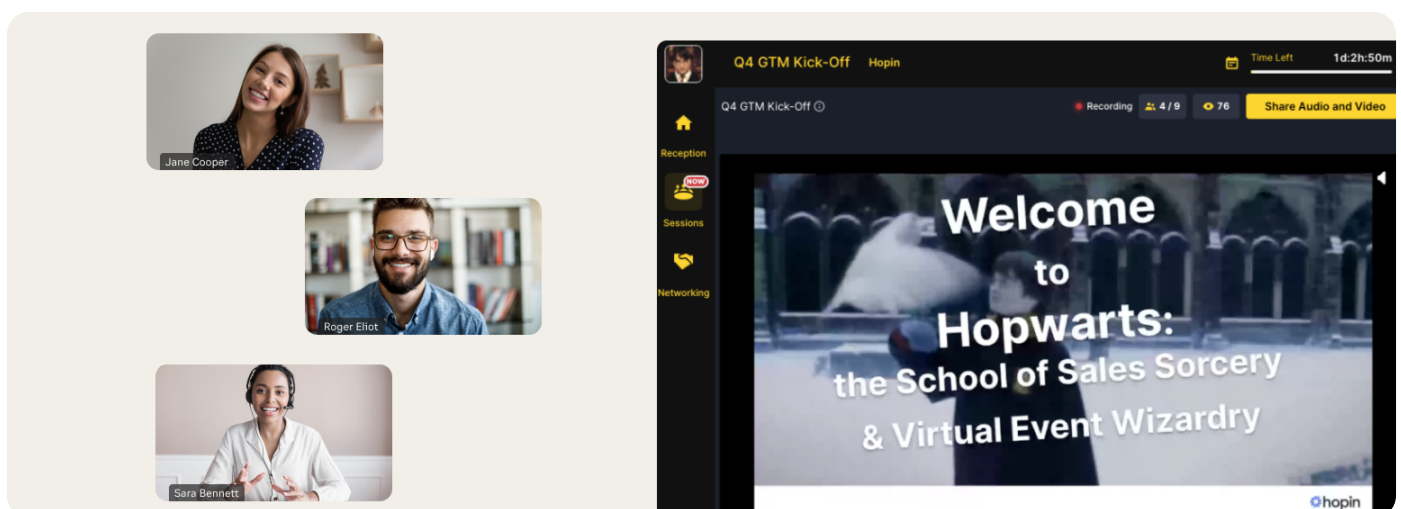 Jane Cooper
Roger Eliot
Sara Bennett
Q4 GTM Kick-Off Hopin
Time Left 1d:2h:50m
Q4 GTM Kick-Off
Recording 4 / 9 76 Share Audio and Video
Reception
NOW
Sessions
Networking
Welcome
to
Hopwarts:
the School of Sales Sorcery
& Virtual Event Wizardry
hopin